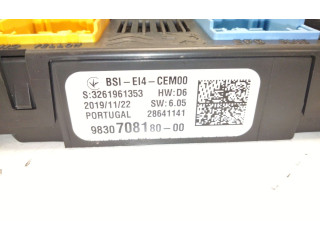 BSI-EI4-CEM00
S:3261961353 HW:D6
2019/11/22 SW:6.05
PORTUGAL 28641141
9830708180-00